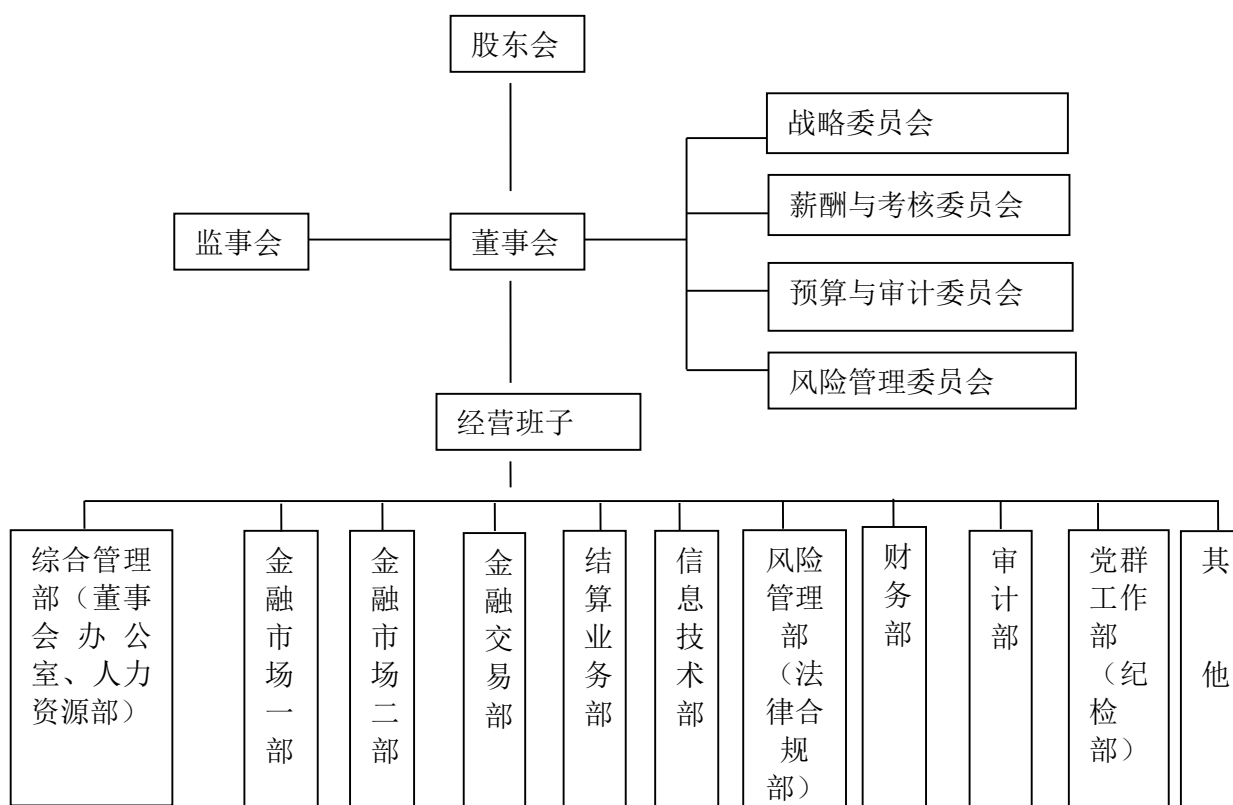 股东会
战略委员会
薪酬与考核委员会
监事会
董事会
预算与审计委员会
风险管理委员会
经营班子
综合管理
部（董事
会办公
室、人力
资源部）
金融市场一部
金融市场二部
金融交易部
结算业务部
信息技术部
风险
管理
部
（法
律合
规
部）
财务部
审计部
党群
工作
部
（纪
检
部）
其他